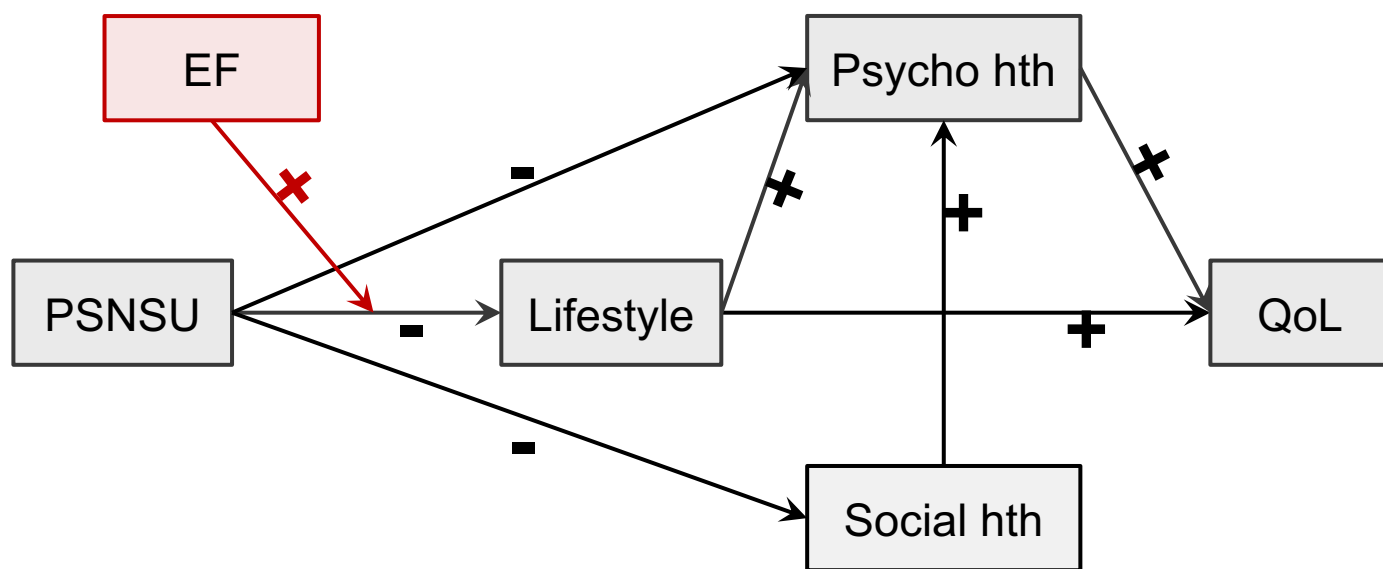 EF
Psycho hth
+
-
+
+
+
PSNSU
Lifestyle
QoL
-
+
-
Social hth